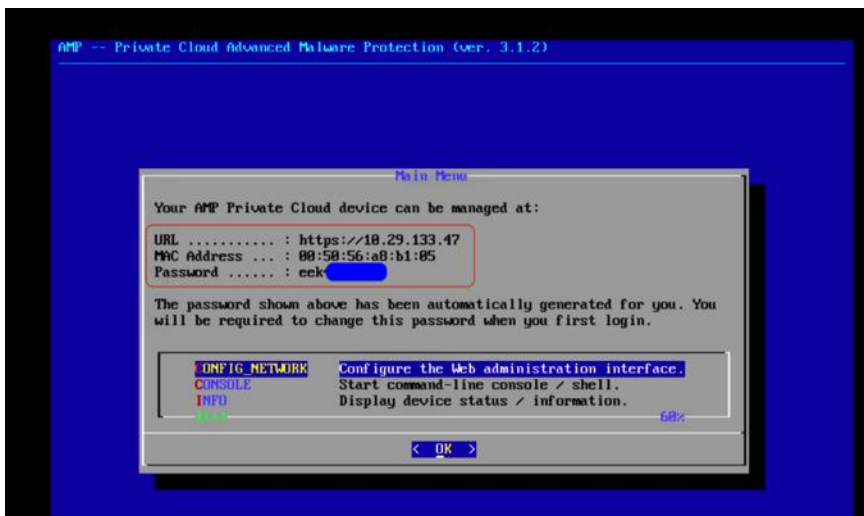 AMP -- Private Cloud Advanced Malware Protection (ver. 3.1.2)
Main Menu
Your AMP Private Cloud device can be managed at:
URL ........... : https://10.29.133.47
MAC Address ... : 00:50:56:a8:b1:05
Password ...... : eek
The password shown above has been automatically generated for you. You
will be required to change this password when you first login.
CONFIG_NETWORK Configure the Web administration interface.
CONSOLE Start command-line console / shell.
INFO Display device status / information.
60%
< OK >